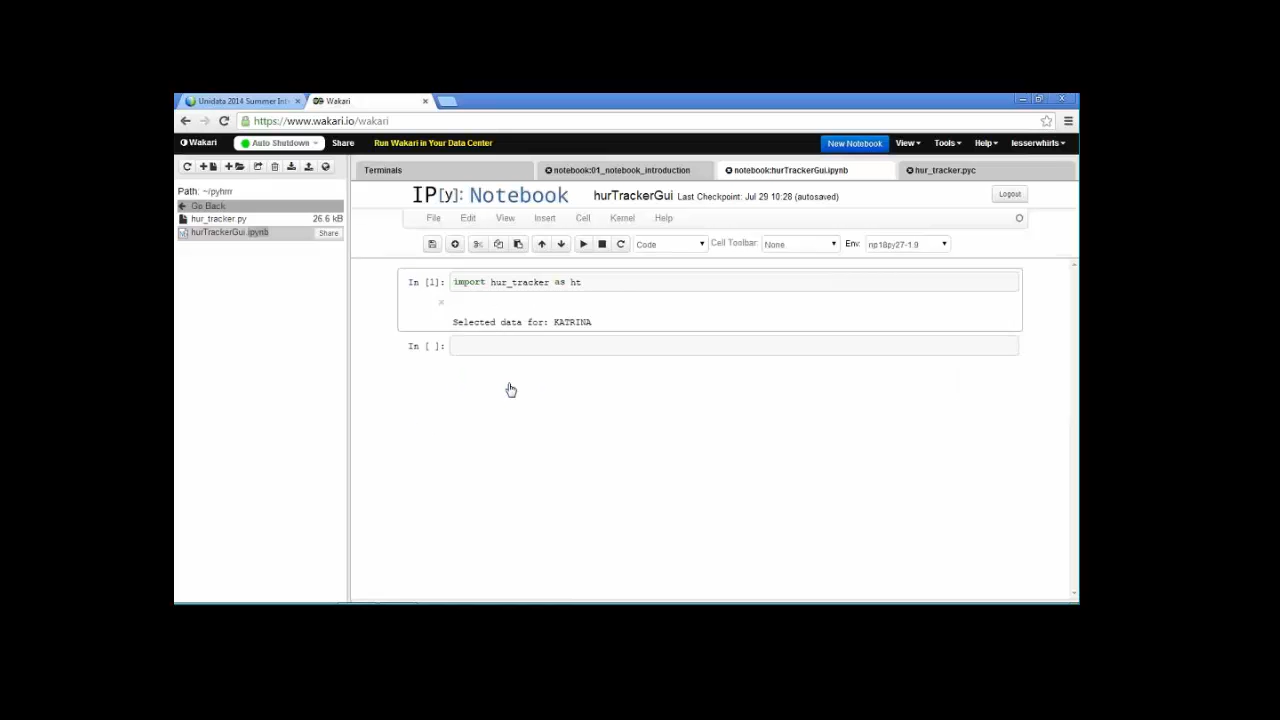 Unidata 2014 Summer Int
Wakari
https://www.wakari.io/wakari
Wakari
Auto Shutdown
Share
Run Wakari in Your Data Center
New Notebook
View
Tools
Help
lesserwhirls
Path: ~/pyhrrr
Go Back
hur_tracker.py 26.6 kB
hurTrackerGui.ipynb Share
Terminals
notebook:01_notebook_introduction
notebook:hurTrackerGui.ipynb
hur_tracker.pyc
IP[y]: Notebook hurTrackerGui Last Checkpoint: Jul 29 10:28 (autosaved) Logout
File Edit View Insert Cell Kernel Help
Code Cell Toolbar: None Env: np18py27-1.9
In [1]: import hur_tracker as ht
Selected data for: KATRINA
In [ ]: